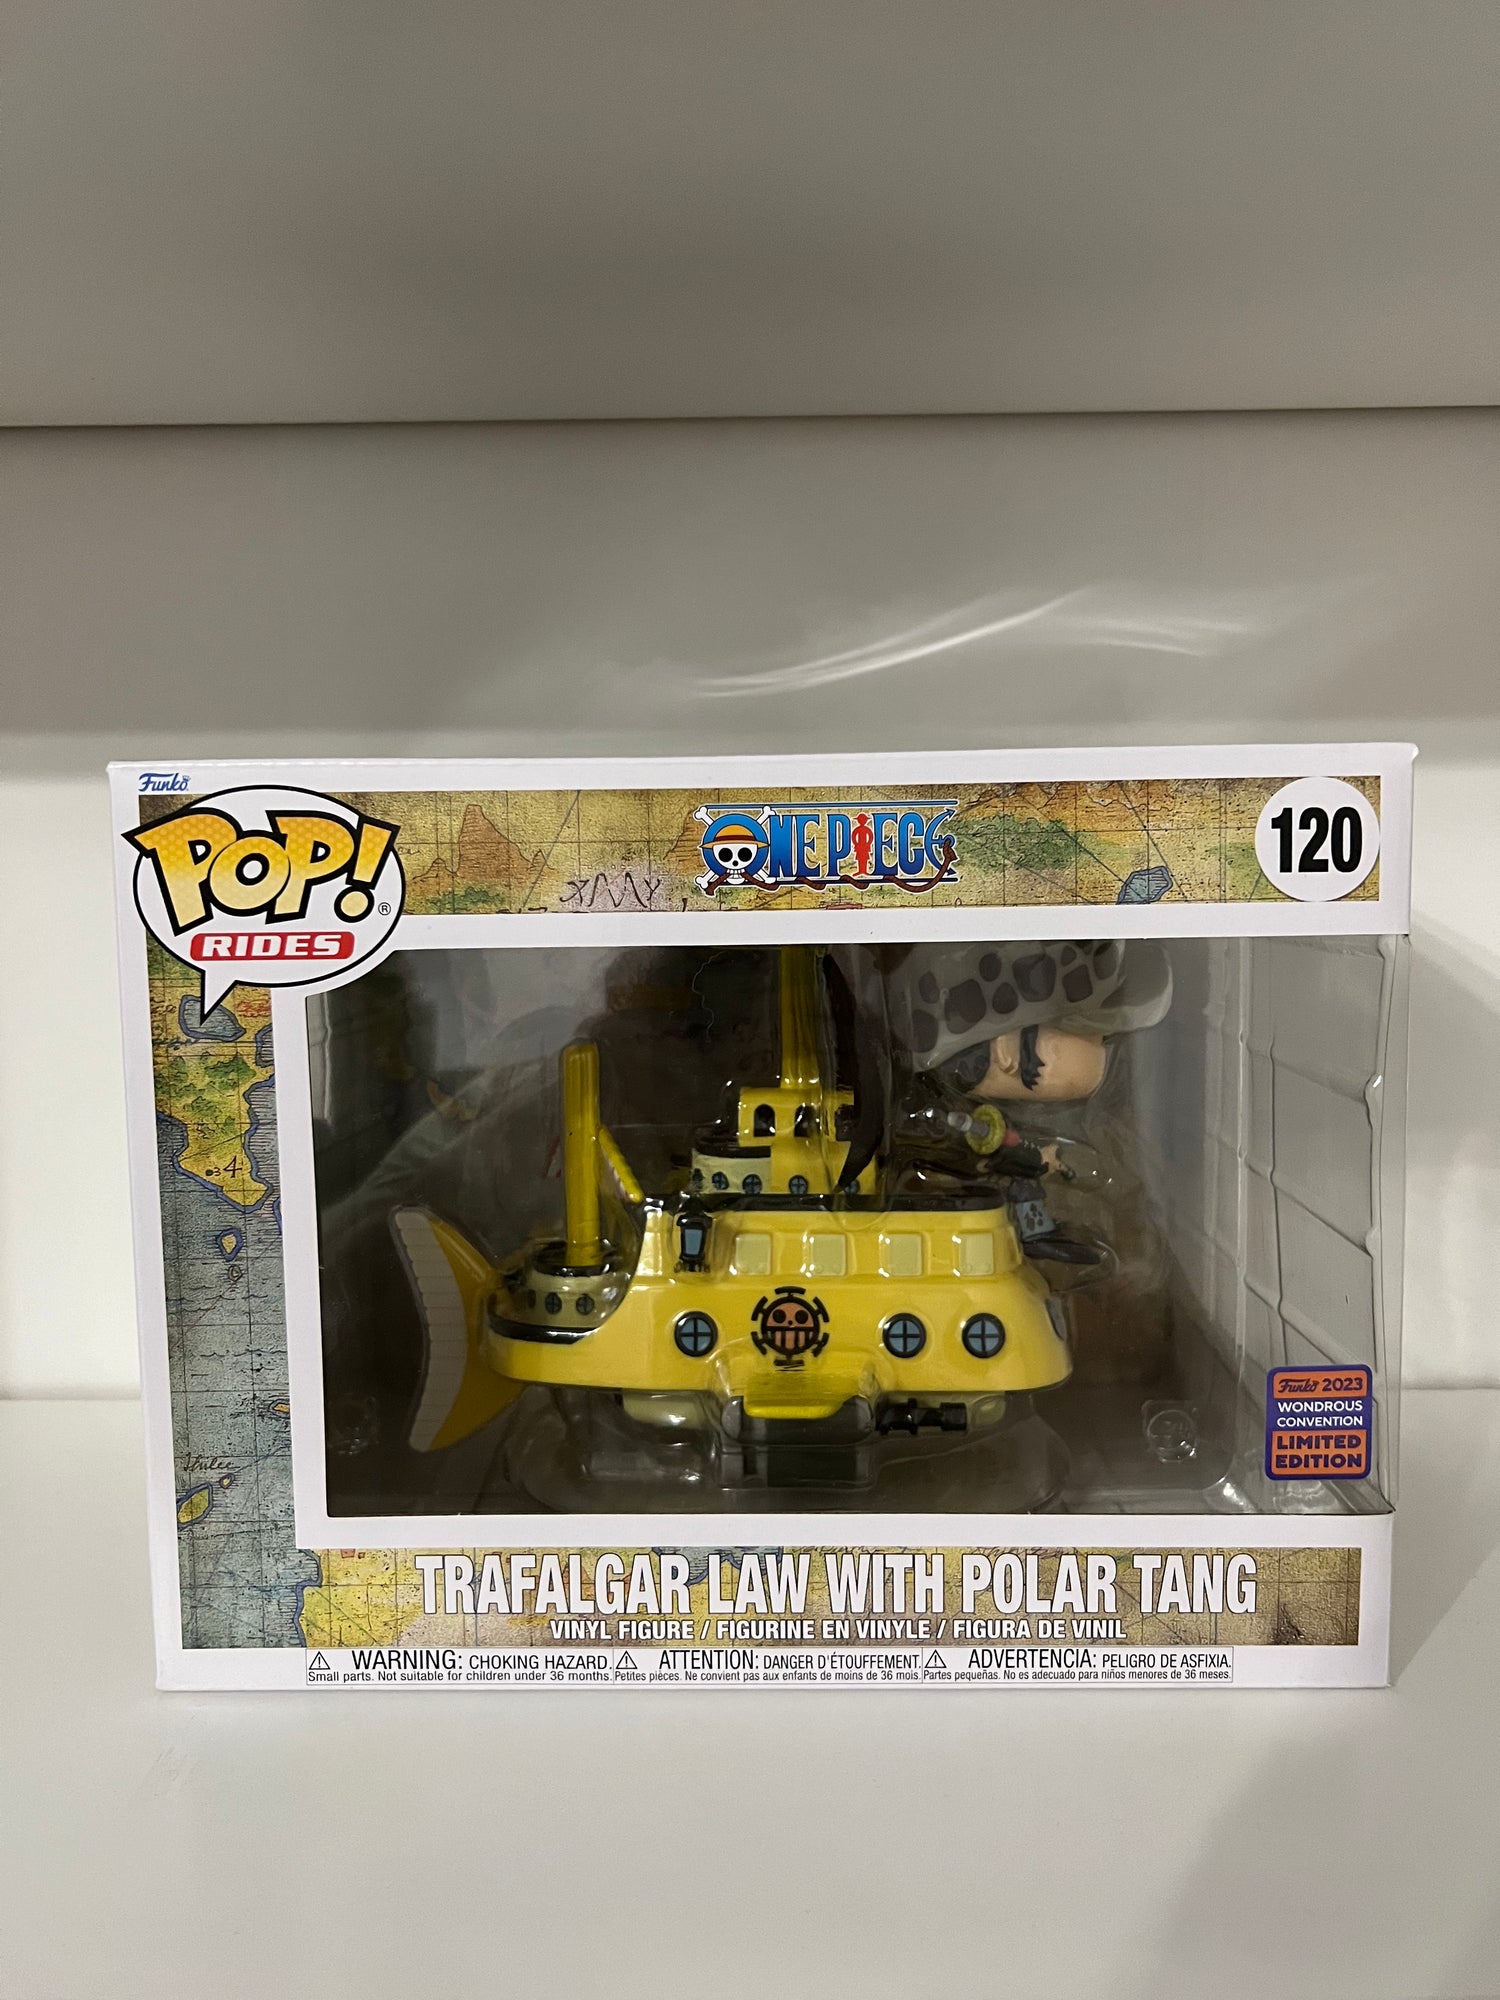 Funko
POP!®
RIDES
ONE PIECE
120
34
Funko 2023
WONDROUS
CONVENTION
LIMITED
EDITION
TRAFALGAR LAW WITH POLAR TANG
VINYL FIGURE / FIGURINE EN VINYLE / FIGURA DE VINIL
WARNING: CHOKING HAZARD.
Small parts. Not suitable for children under 36 months.
ATTENTION: DANGER D'ÉTOUFFEMENT.
Petites pièces. Ne convient pas aux enfants de moins de 36 mois.
ADVERTENCIA: PELIGRO DE ASFIXIA.
Partes pequeñas. No es adecuado para niños menores de 36 meses.